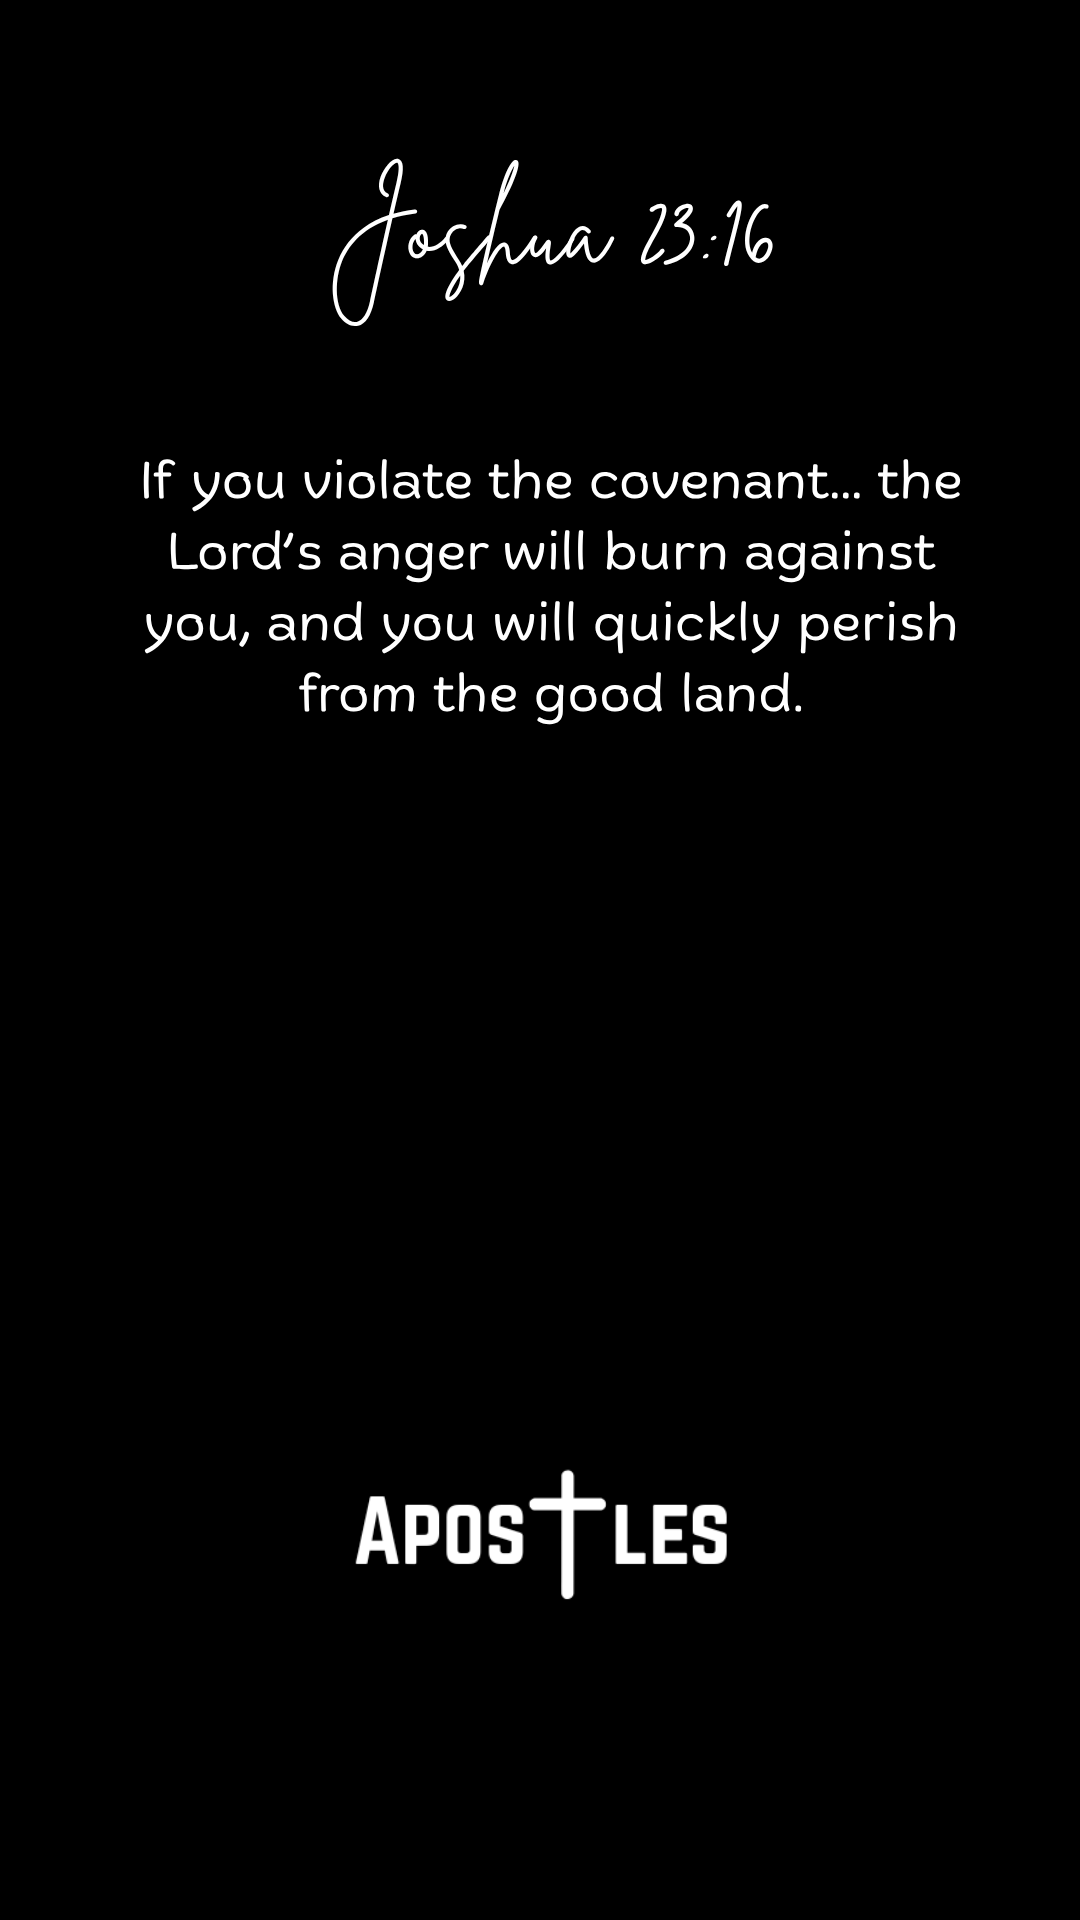 Joshua 23:16
If you violate the covenant... the
Lord's anger will burn against
you, and you will quickly perish
from the good land.
APOSTLES